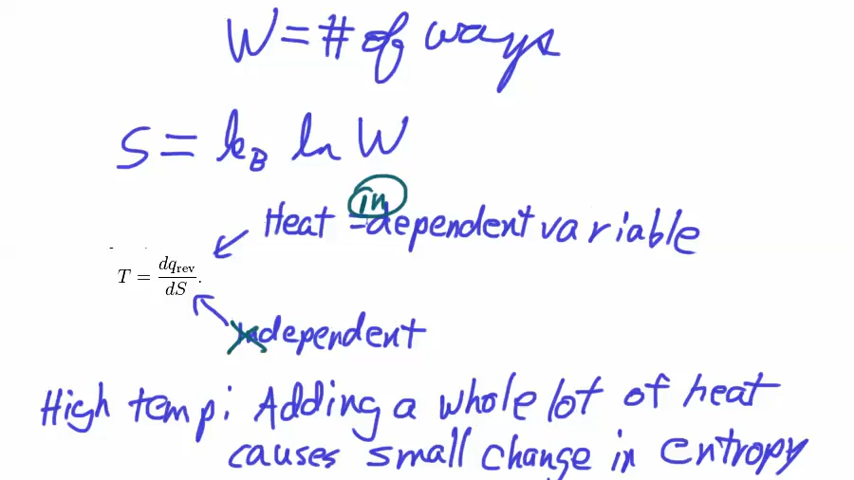 W = # of ways
S = k_B ln W
in
Heat - dependent variable
T = dq_rev / dS.
independent
High temp: Adding a whole lot of heat
causes small change in entropy